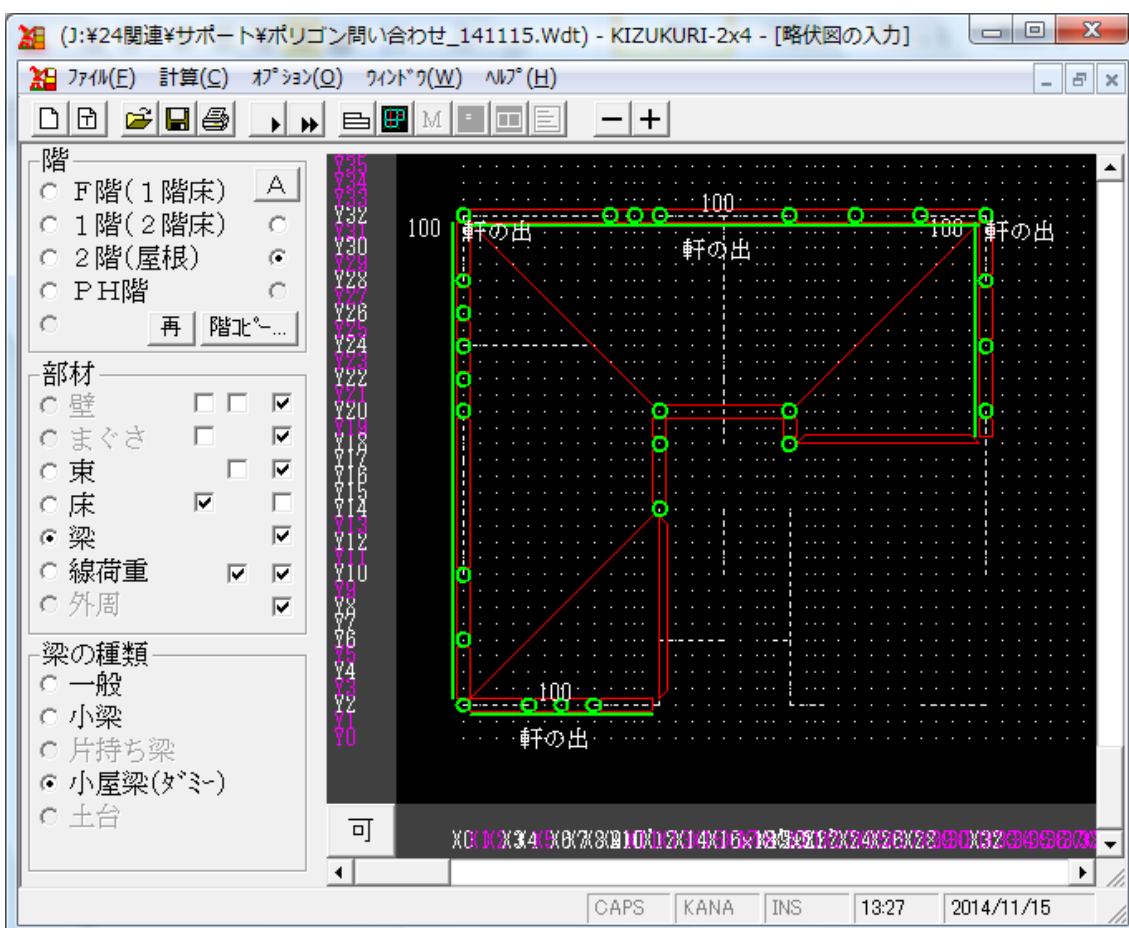 (J:¥24関連¥サポート¥ポリゴン問い合わせ_141115.Wdt) - KIZUKURI-2x4 - [略伏図の入力]
ﾌｧｲﾙ(F) 計算(C) ｵﾌﾟｼｮﾝ(O) ｳｨﾝﾄﾞｳ(W) ﾍﾙﾌﾟ(H)
M
階
F階(1階床) A
1階(2階床)
2階(屋根)
PH階
再 階ｺﾋﾟｰ...
部材
壁
まぐさ
束
床
梁
線荷重
外周
梁の種類
一般
小梁
片持ち梁
小屋梁(ﾀﾞﾐｰ)
土台
Y32
Y30
Y28
Y26
Y24
Y22
Y20
Y18
Y14
Y12
Y10
Y6
Y4
Y2
Y0
100
100 軒の出 100 軒の出
軒の出
100
軒の出
可
CAPS KANA INS 13:27 2014/11/15